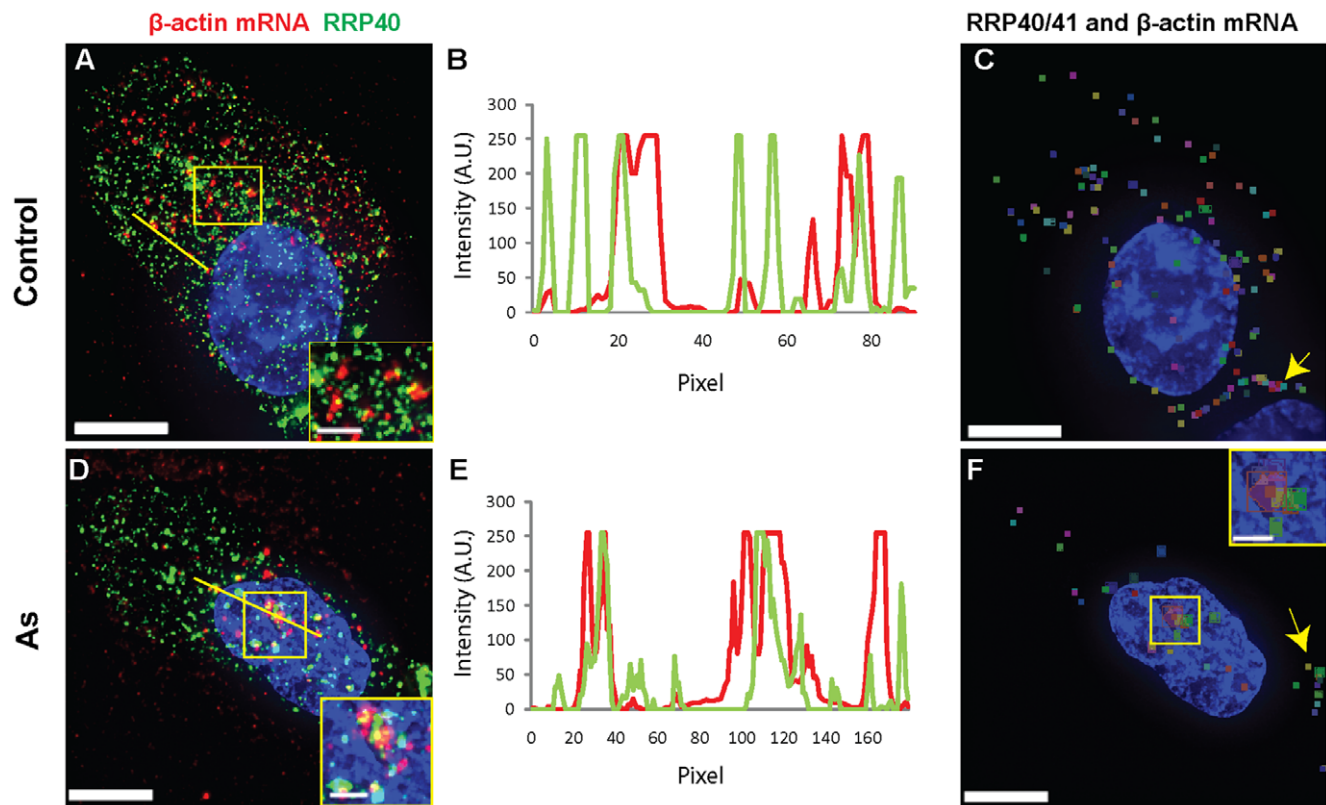 β-actin mRNA RRP40
RRP40/41 and β-actin mRNA
Control
A
B
300
250
200
150
100
50
0
Intensity (A.U.)
0 20 40 60 80
Pixel
C
As
D
E
300
250
200
150
100
50
0
Intensity (A.U.)
0 20 40 60 80 100 120 140 160
Pixel
F